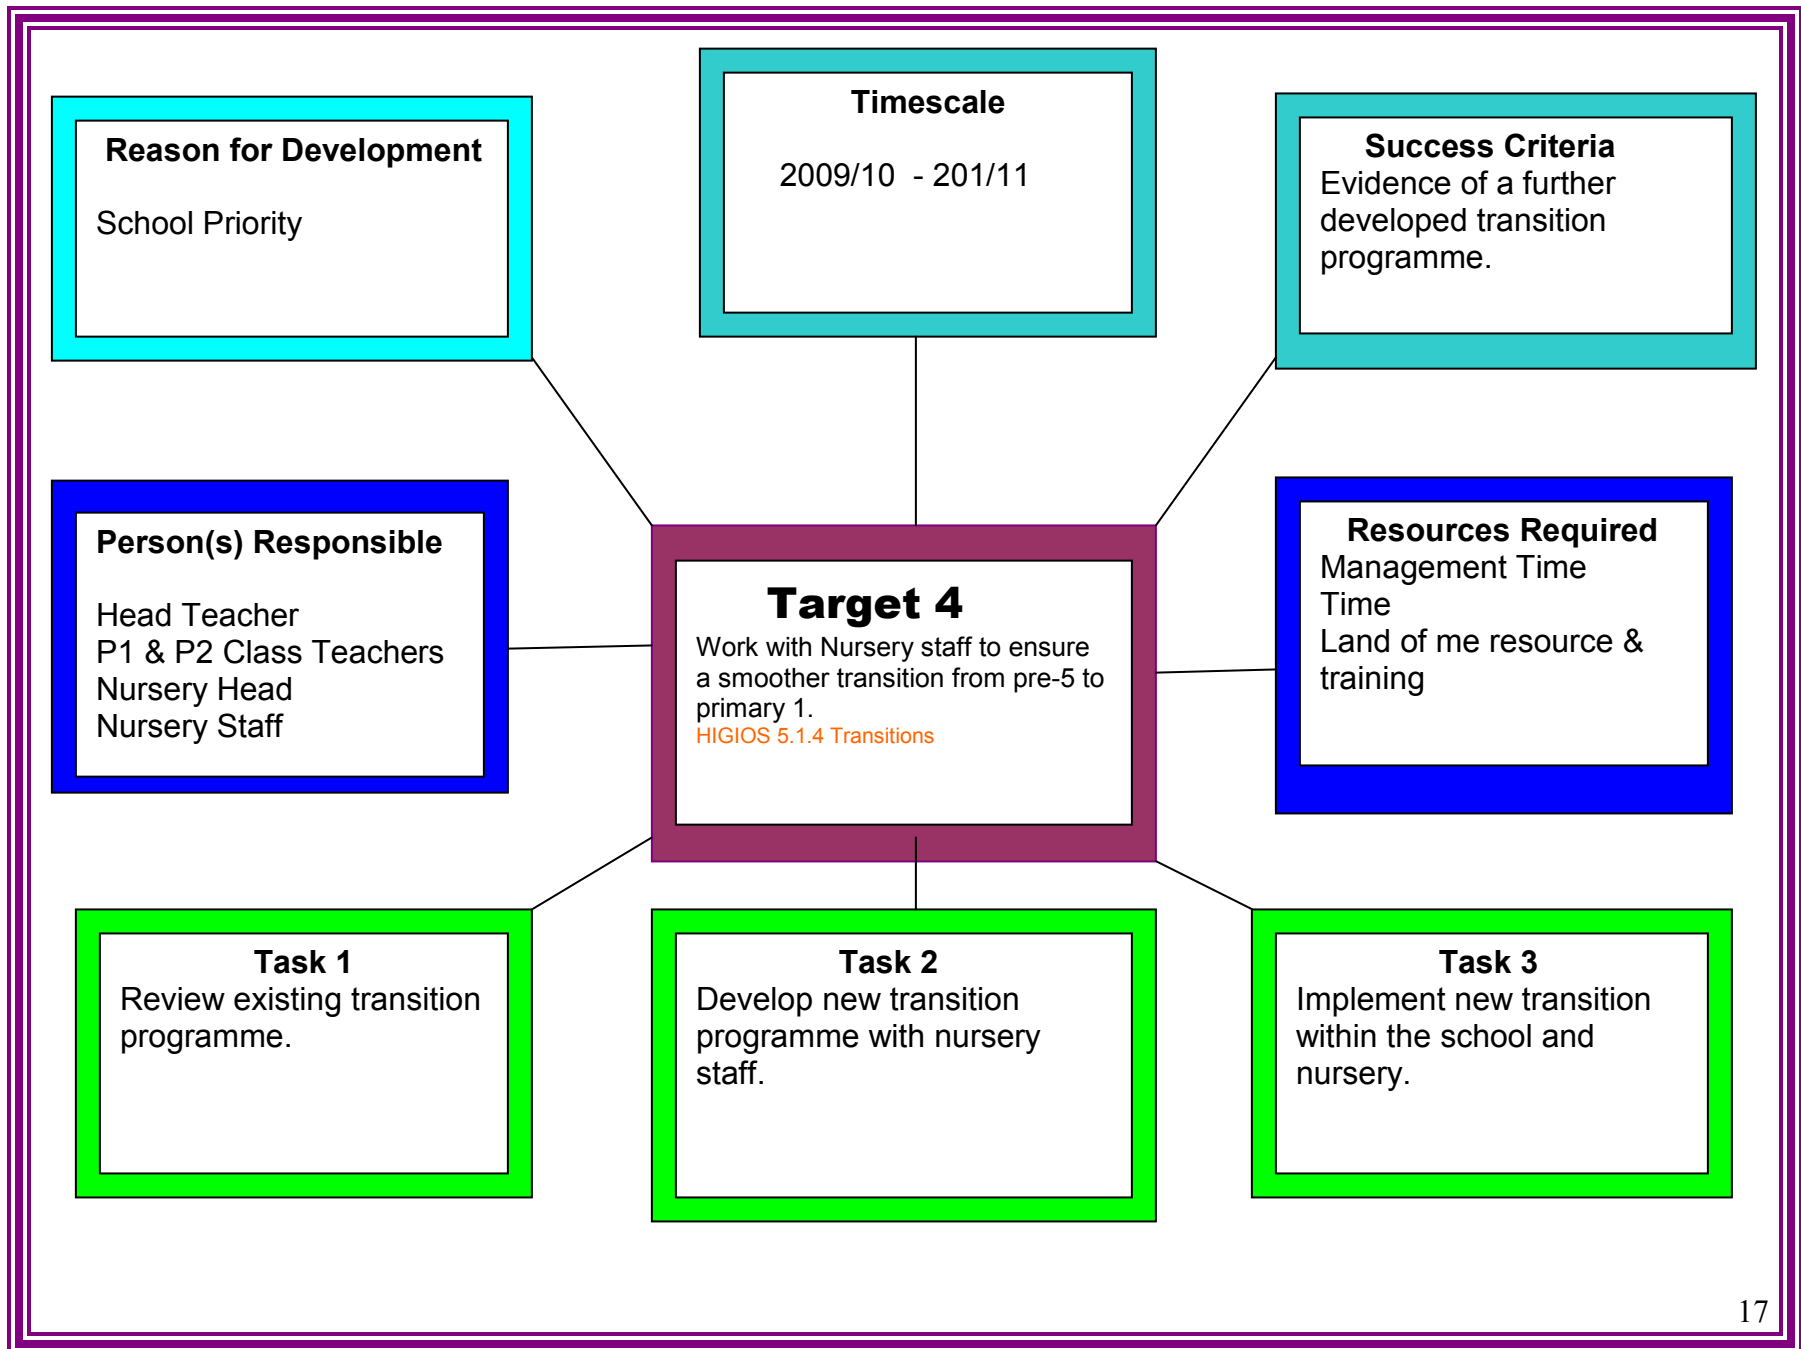 Reason for Development
School Priority
Timescale
2009/10  - 201/11
Success Criteria
Evidence of a further
developed transition
programme.
Person(s) Responsible
Head Teacher
P1 & P2 Class Teachers
Nursery Head
Nursery Staff
Target 4
Work with Nursery staff to ensure
a smoother transition from pre-5 to
primary 1.
HIGIOS 5.1.4 Transitions
Resources Required
Management Time
Time
Land of me resource &
training
Task 1
Review existing transition
programme.
Task 2
Develop new transition
programme with nursery
staff.
Task 3
Implement new transition
within the school and
nursery.
17